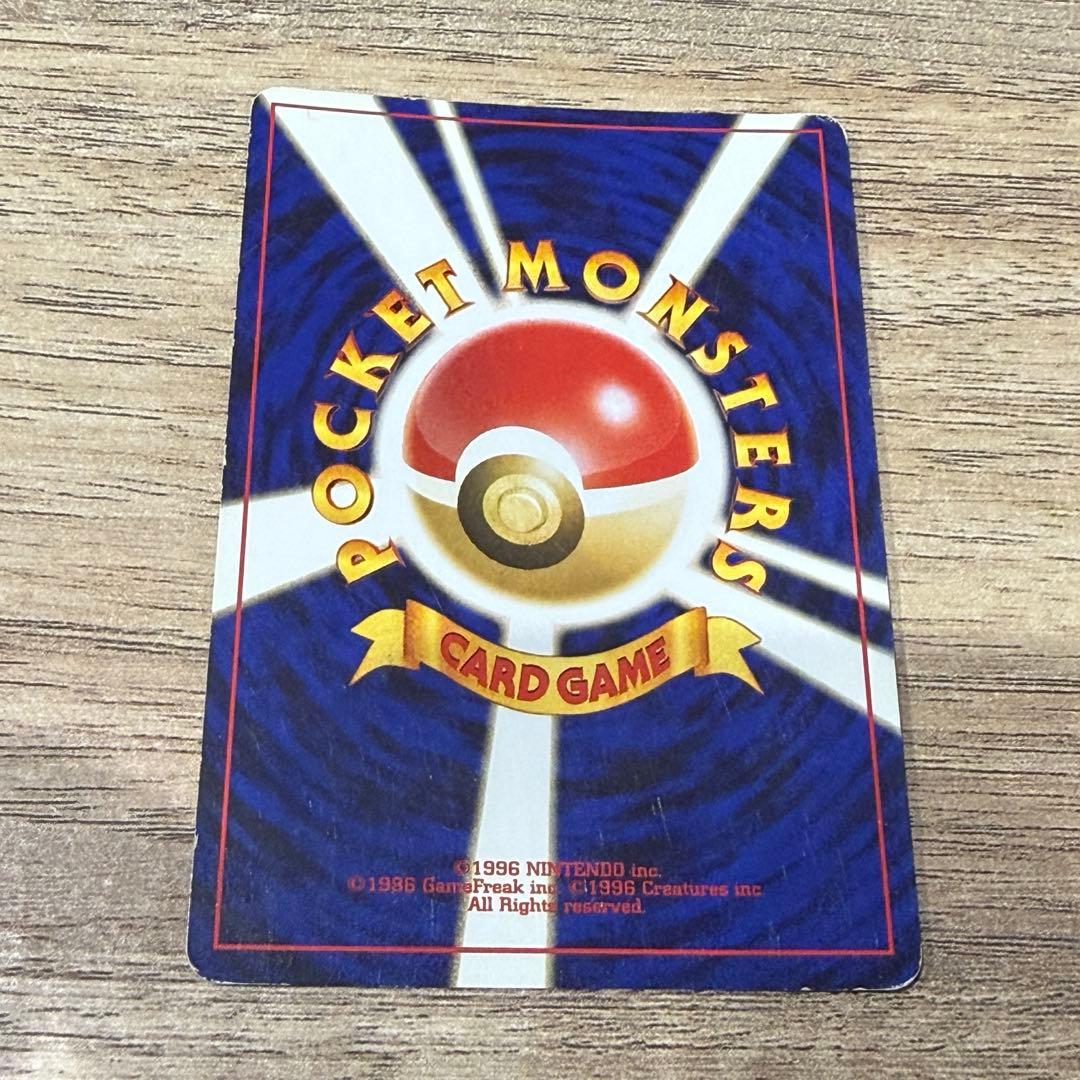 POCKET MONSTERS
CARD GAME
©1996 NINTENDO inc.
©1996 GameFreak inc. ©1996 Creatures inc.
All Rights reserved.